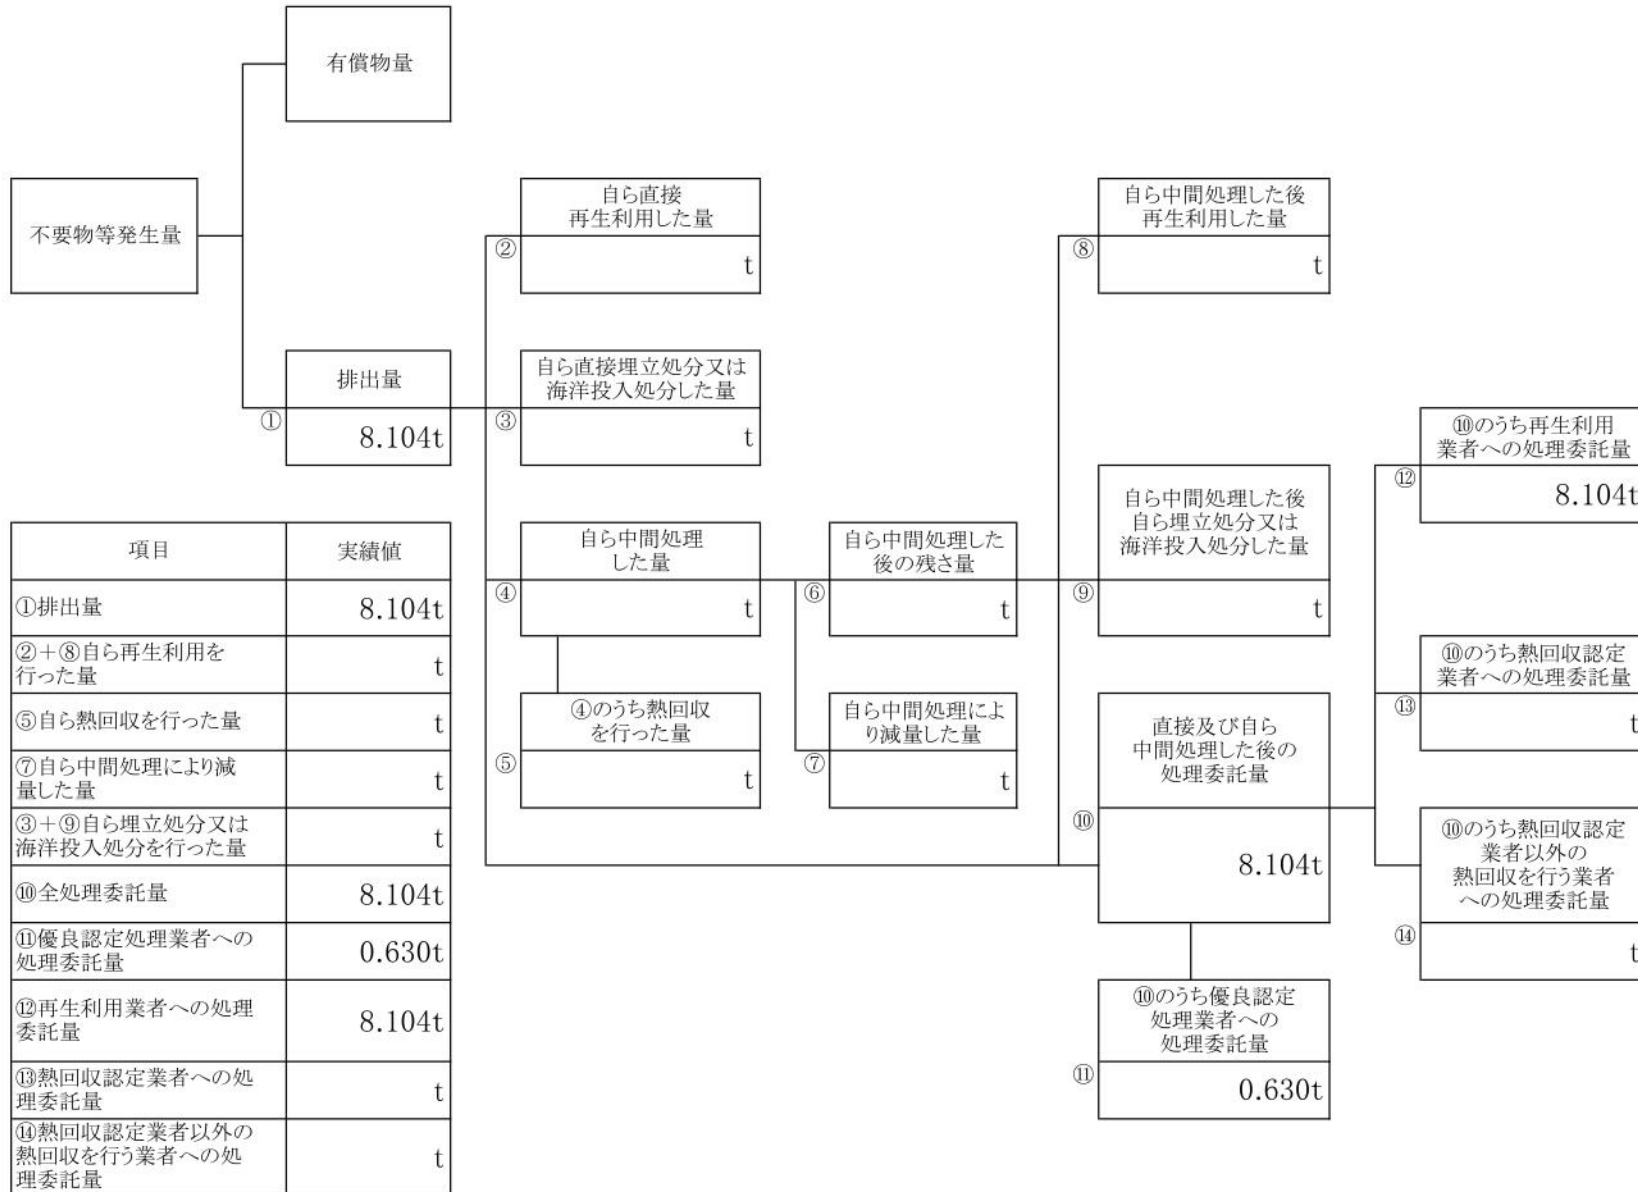 有償物量
不要物等発生量
自ら直接
再生利用した量
②
t
自ら中間処理した後
再生利用した量
⑧
t
排出量
①
8.104t
自ら直接埋立処分又は
海洋投入処分した量
③
t
⑩のうち再生利用
業者への処理委託量
⑫
8.104t
自ら中間処理
した量
④
t
自ら中間処理した
後の残さ量
⑥
t
自ら中間処理した後
自ら埋立処分又は
海洋投入処分した量
⑨
t
⑩のうち熱回収認定
業者への処理委託量
⑬
t
④のうち熱回収
を行った量
⑤
t
自ら中間処理によ
り減量した量
⑦
t
直接及び自ら
中間処理した後の
処理委託量
⑩
8.104t
⑩のうち熱回収認定
業者以外の
熱回収を行う業者
への処理委託量
⑭
t
⑩のうち優良認定
処理業者への
処理委託量
⑪
0.630t
項目 実績値
①排出量 8.104t
②+⑧自ら再生利用を
行った量 t
⑤自ら熱回収を行った量 t
⑦自ら中間処理により減
量した量 t
③+⑨自ら埋立処分又は
海洋投入処分を行った量 t
⑩全処理委託量 8.104t
⑪優良認定処理業者への
処理委託量 0.630t
⑫再生利用業者への処理
委託量 8.104t
⑬熱回収認定業者への処
理委託量 t
⑭熱回収認定業者以外の
熱回収を行う業者への処
理委託量 t